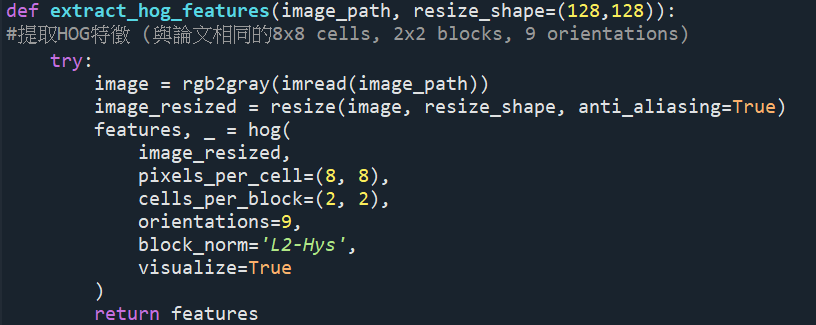 def extract_hog_features(image_path, resize_shape=(128,128)):
#提取HOG特徵 (與論文相同的8x8 cells, 2x2 blocks, 9 orientations)
    try:
        image = rgb2gray(imread(image_path))
        image_resized = resize(image, resize_shape, anti_aliasing=True)
        features, _ = hog(
            image_resized,
            pixels_per_cell=(8, 8),
            cells_per_block=(2, 2),
            orientations=9,
            block_norm='L2-Hys',
            visualize=True
        )
        return features